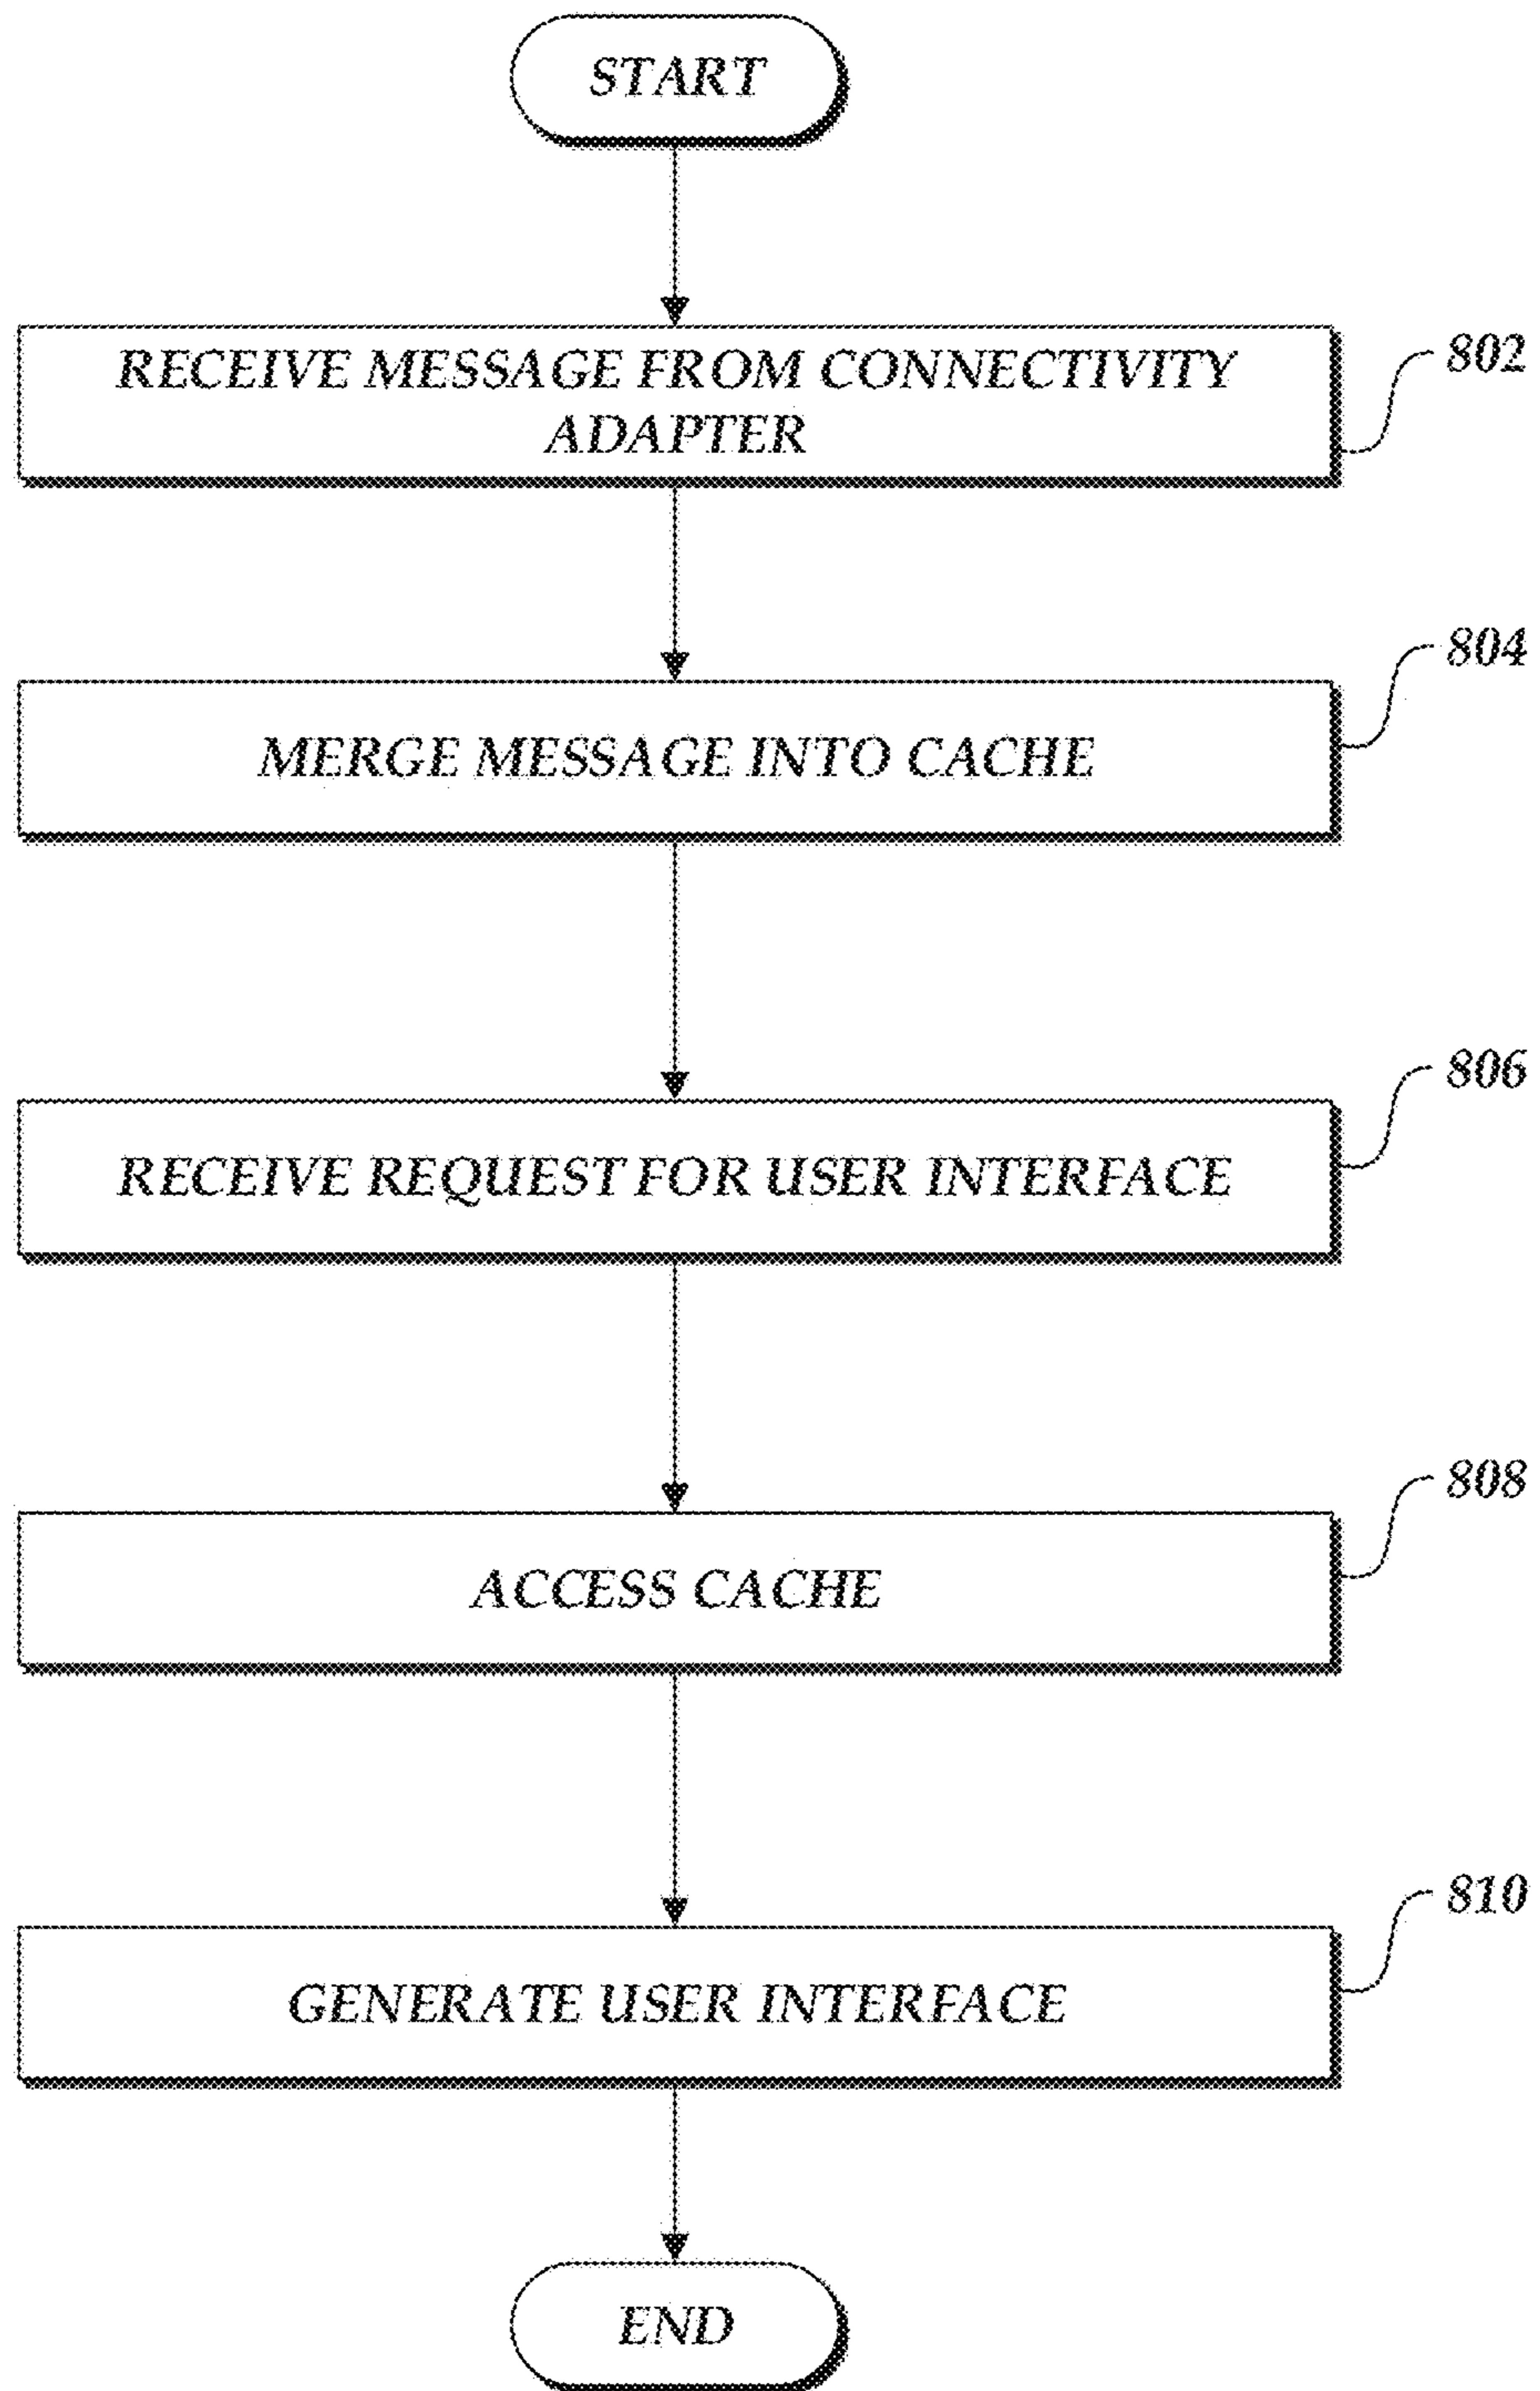 START
RECEIVE MESSAGE FROM CONNECTIVITY
ADAPTER
802
MERGE MESSAGE INTO CACHE
804
RECEIVE REQUEST FOR USER INTERFACE
806
ACCESS CACHE
808
GENERATE USER INTERFACE
810
END